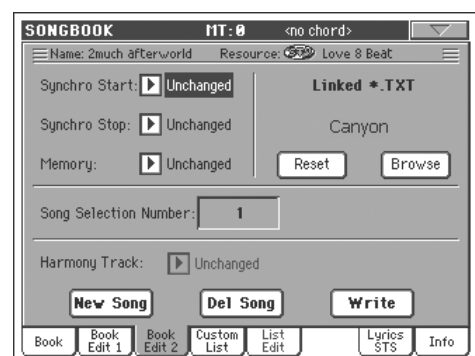 SONGBOOK MT:0 <no chord>
Name: 2much afterworld Resource: Love 8 Beat
Synchro Start: Unchanged Linked *.TXT
Synchro Stop: Unchanged Canyon
Memory: Unchanged Reset Browse
Song Selection Number: 1
Harmony Track: Unchanged
New Song Del Song Write
Book Book Edit 1 Book Edit 2 Custom List List Edit Lyrics STS Info